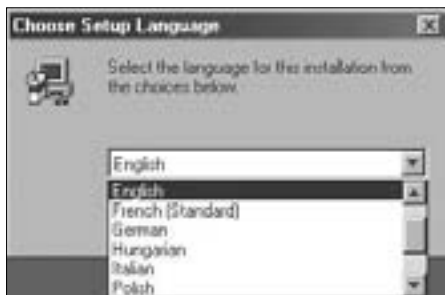 Choose Setup Language
Select the language for this installation from
the choices below.
English
English
French (Standard)
German
Hungarian
Italian
Polish